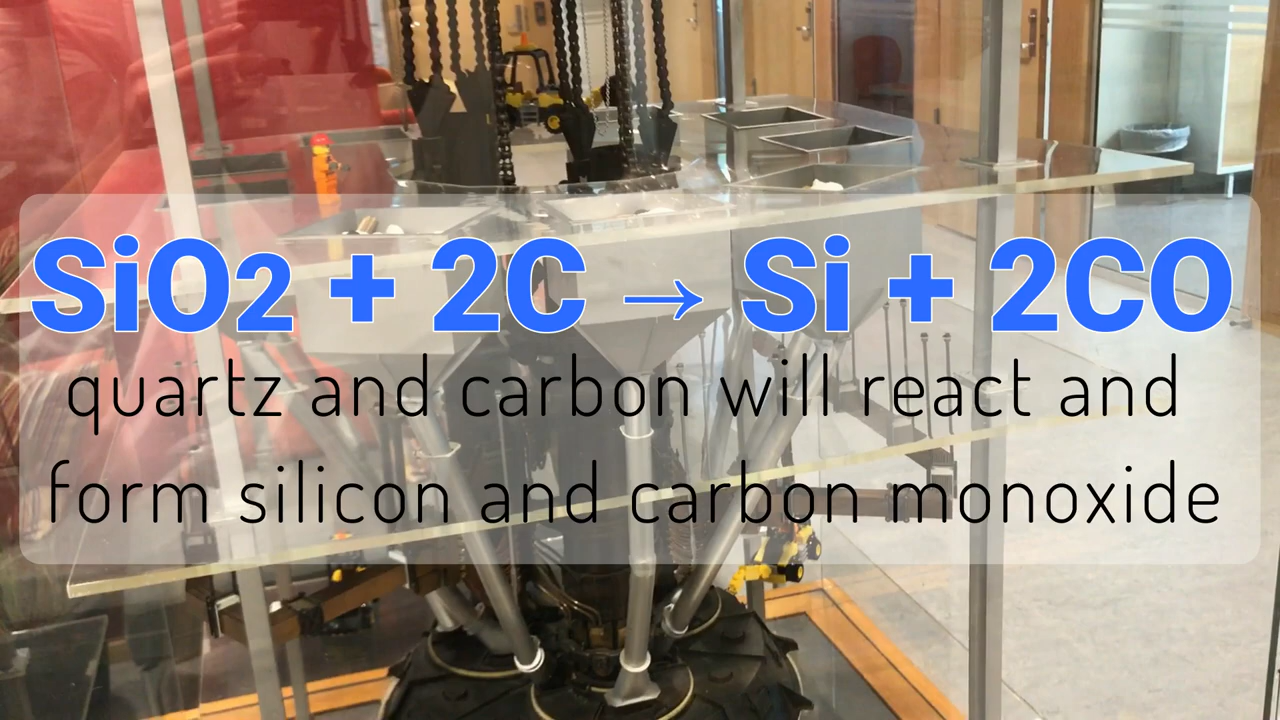 SiO2 + 2C → Si + 2CO
quartz and carbon will react and
form silicon and carbon monoxide